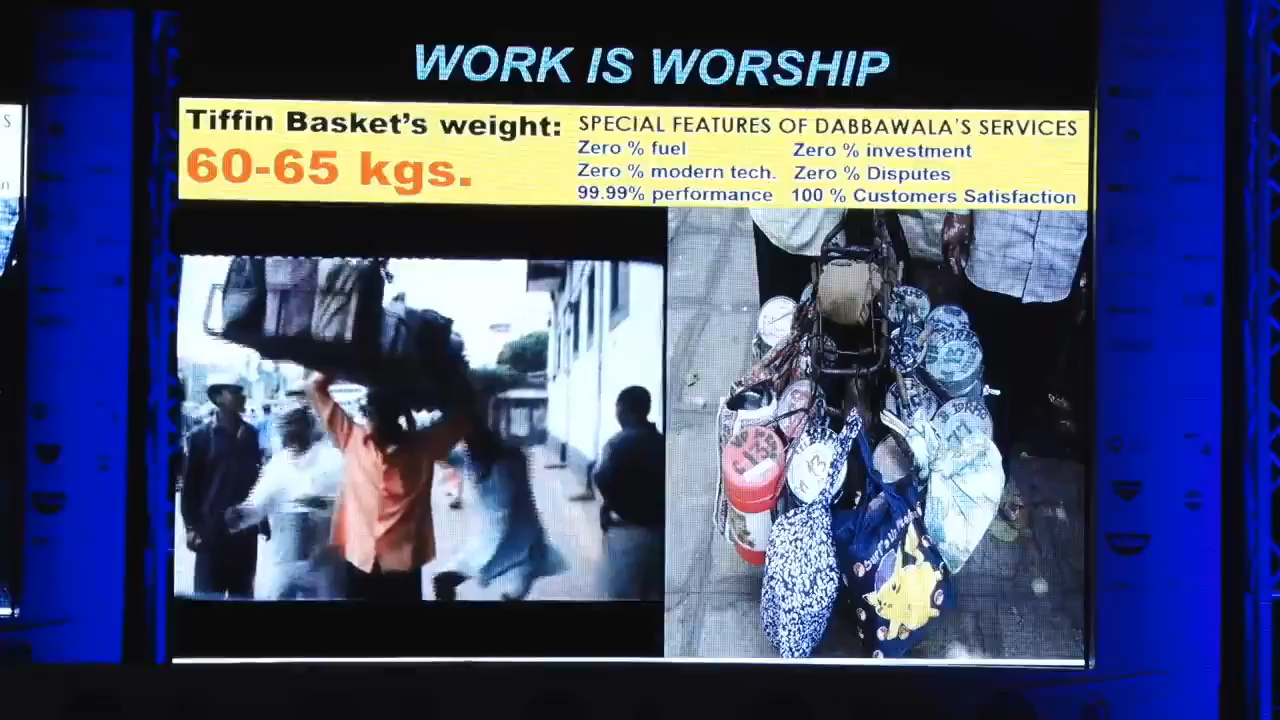 WORK IS WORSHIP
Tiffin Basket's weight:
60-65 kgs.
SPECIAL FEATURES OF DABBAWALA'S SERVICES
Zero % fuel
Zero % investment
Zero % modern tech.
Zero % Disputes
99.99% performance
100 % Customers Satisfaction